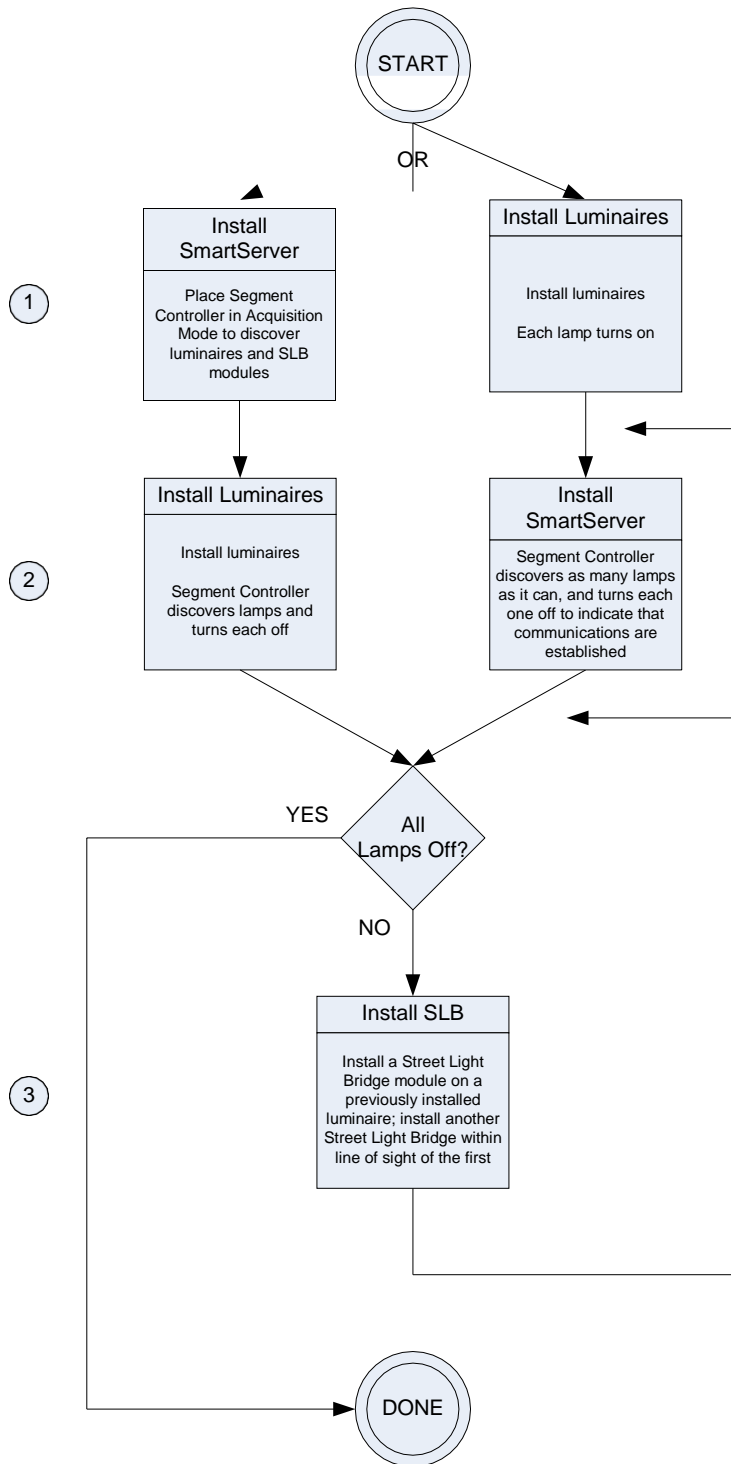 START
OR
Install
SmartServer
Place Segment
Controller in Acquisition
Mode to discover
luminaires and SLB
modules
Install Luminaires
Install luminaires
Each lamp turns on
1
Install Luminaires
Install luminaires
Segment Controller
discovers lamps and
turns each off
Install
SmartServer
Segment Controller
discovers as many lamps
as it can, and turns each
one off to indicate that
communications are
established
2
YES
All
Lamps Off?
NO
Install SLB
Install a Street Light
Bridge module on a
previously installed
luminaire; install another
Street Light Bridge within
line of sight of the first
3
DONE